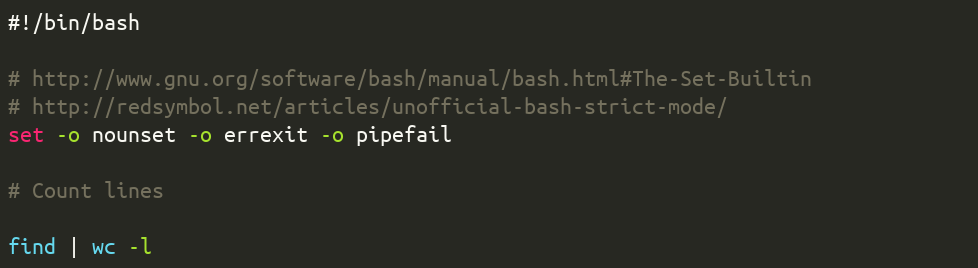 #!/bin/bash
# http://www.gnu.org/software/bash/manual/bash.html#The-Set-Builtin
# http://redsymbol.net/articles/unofficial-bash-strict-mode/
set -o nounset -o errexit -o pipefail
# Count lines
find | wc -l